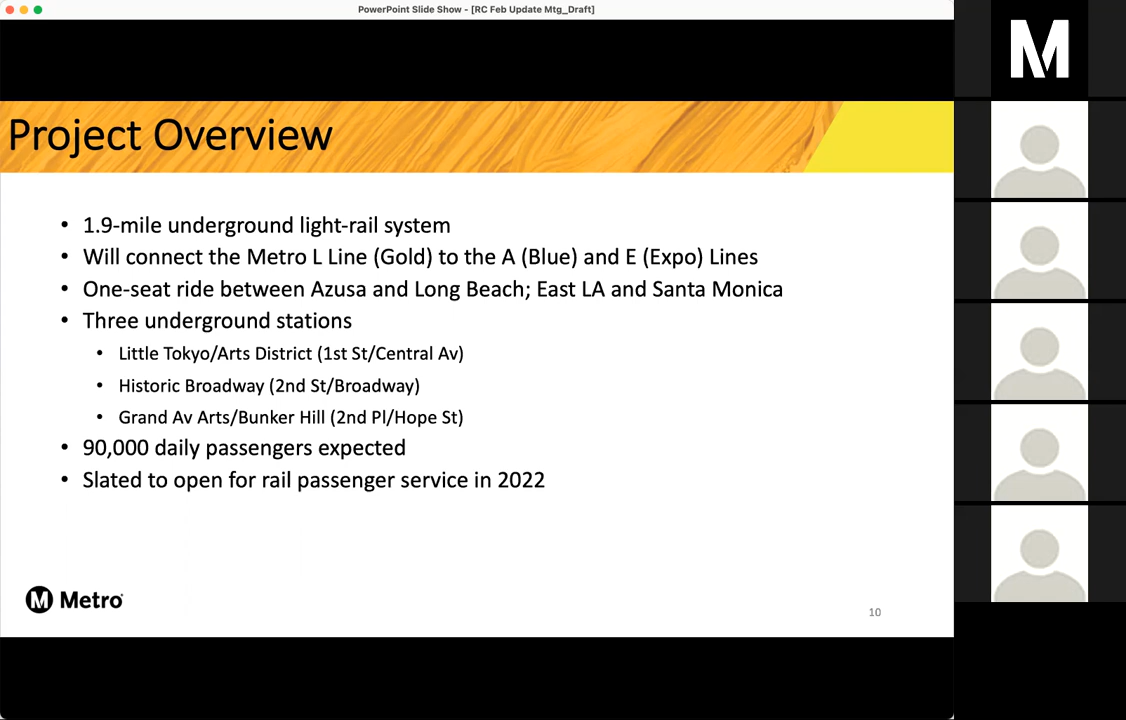 PowerPoint Slide Show - [RC Feb Update Mtg_Draft]
M
Project Overview
• 1.9-mile underground light-rail system
• Will connect the Metro L Line (Gold) to the A (Blue) and E (Expo) Lines
• One-seat ride between Azusa and Long Beach; East LA and Santa Monica
• Three underground stations
• Little Tokyo/Arts District (1st St/Central Av)
• Historic Broadway (2nd St/Broadway)
• Grand Av Arts/Bunker Hill (2nd Pl/Hope St)
• 90,000 daily passengers expected
• Slated to open for rail passenger service in 2022
M Metro
10